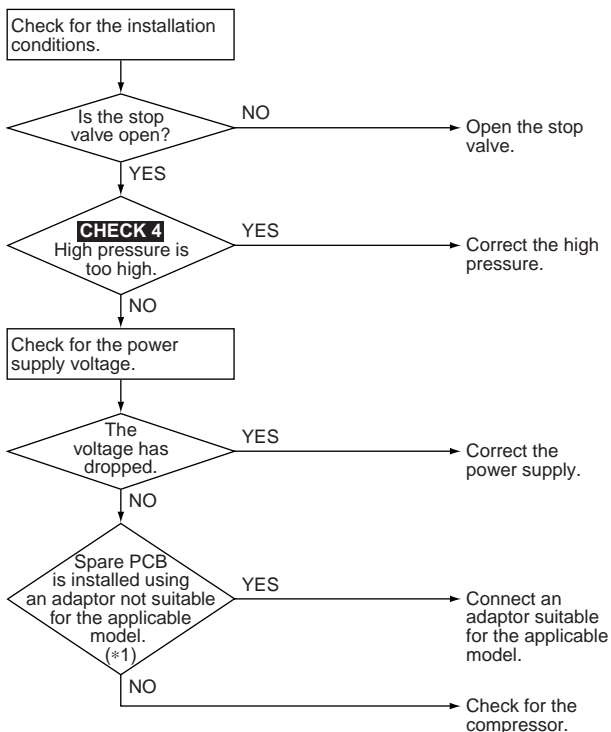 Check for the installation
conditions.
Is the stop
valve open?
NO
Open the stop
valve.
YES
CHECK 4
High pressure is
too high.
YES
Correct the high
pressure.
NO
Check for the power
supply voltage.
The
voltage has
dropped.
YES
Correct the
power supply.
NO
Spare PCB
is installed using
an adaptor not suitable
for the applicable
model.
(*1)
YES
Connect an
adaptor suitable
for the applicable
model.
NO
Check for the
compressor.